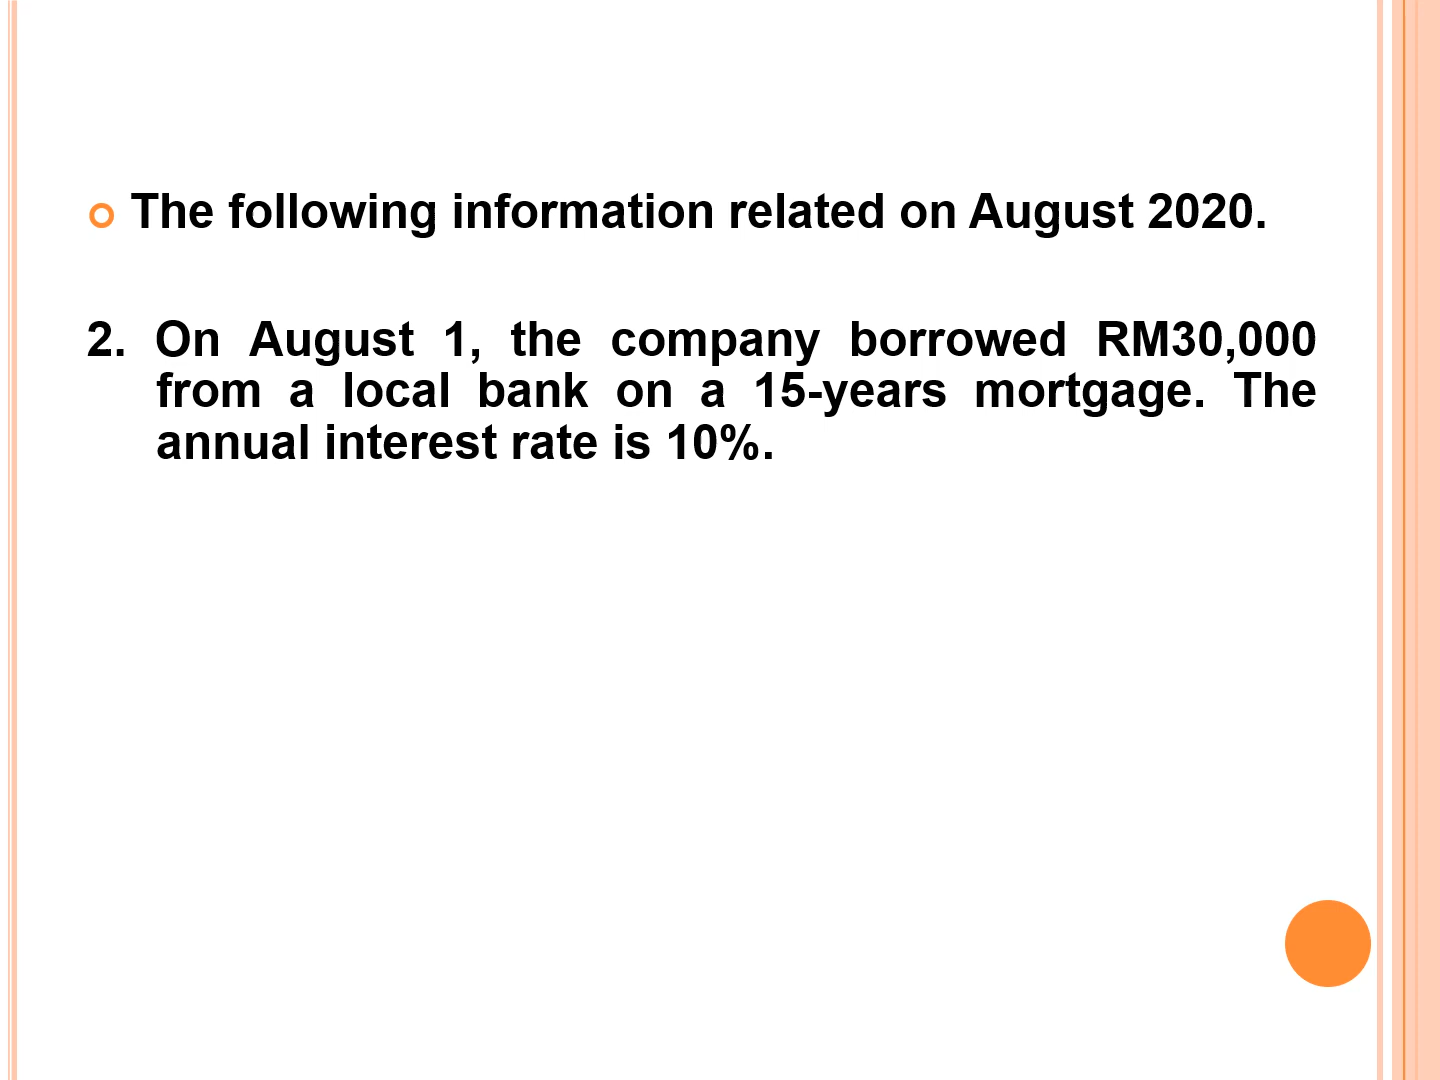 The following information related on August 2020.
2. On August 1, the company borrowed RM30,000
from a local bank on a 15-years mortgage. The
annual interest rate is 10%.